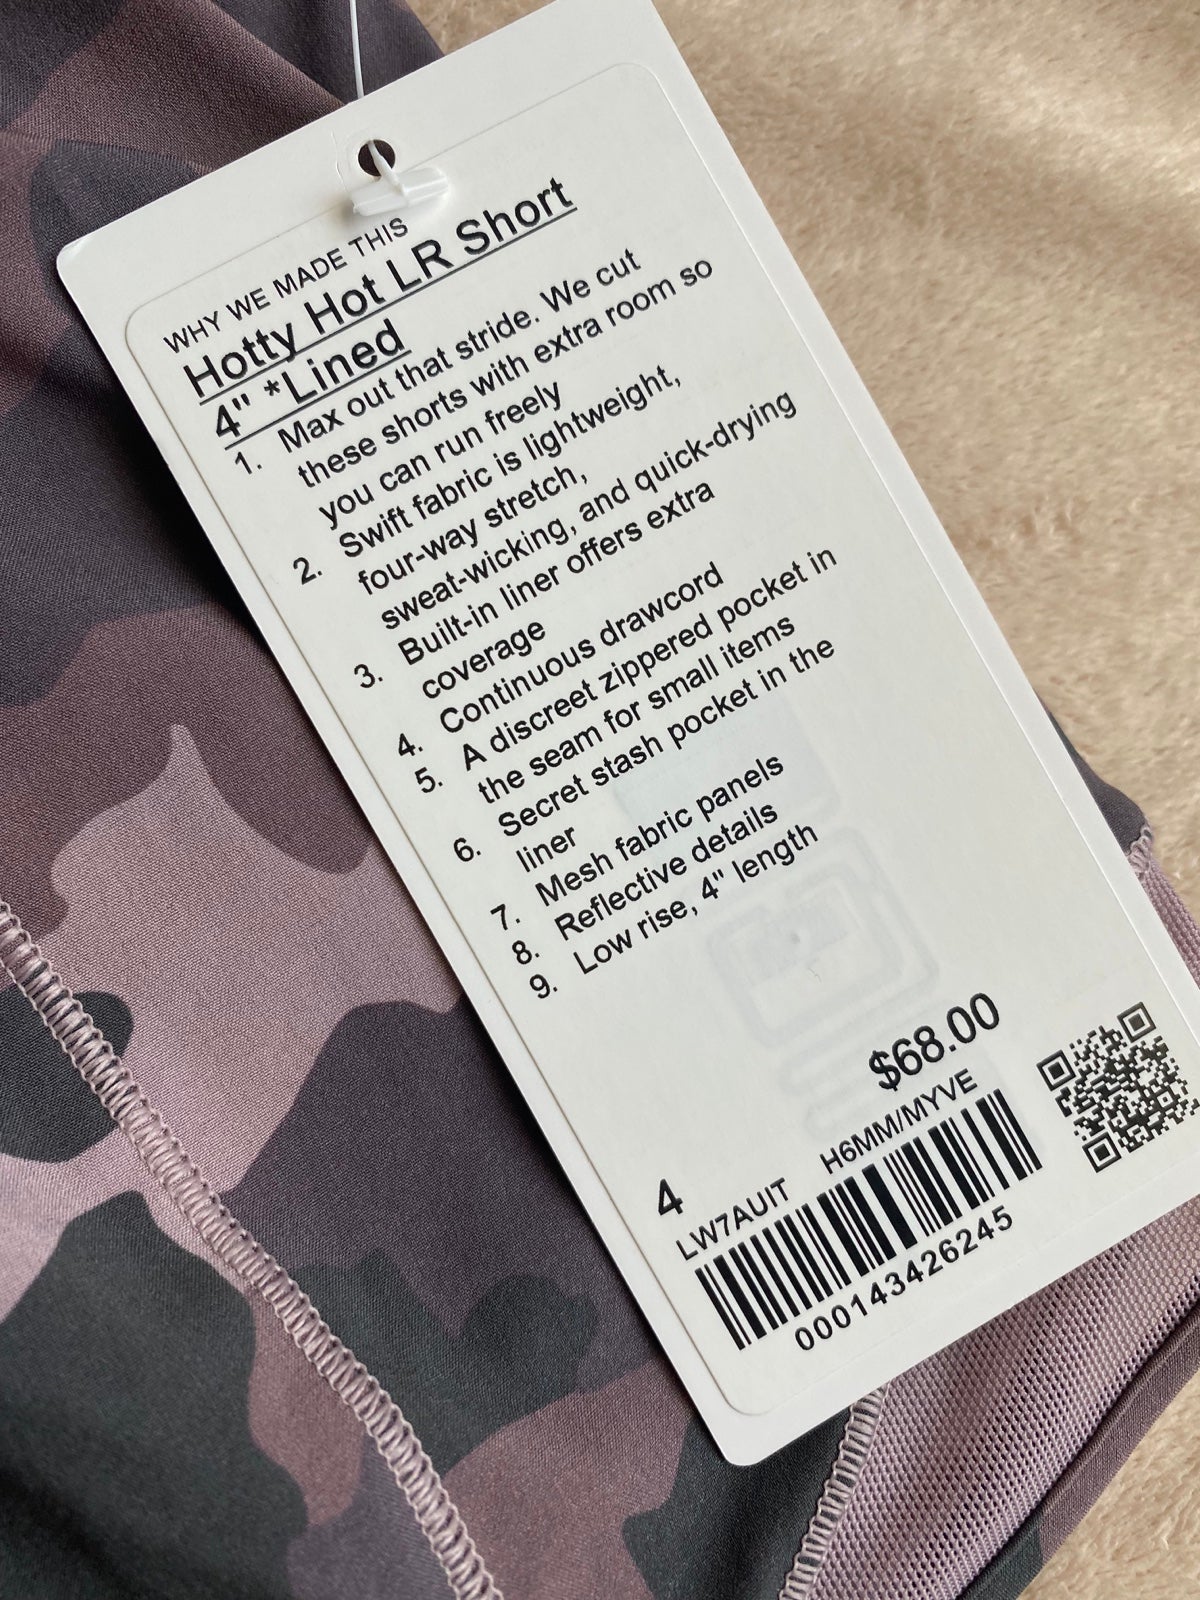 WHY WE MADE THIS
Hotty Hot LR Short
4" *Lined
1. Max out that stride. We cut
these shorts with extra room so
you can run freely
2. Swift fabric is lightweight,
four-way stretch,
sweat-wicking, and quick-drying
3. Built-in liner offers extra
coverage
4. Continuous drawcord
5. A discreet zippered pocket in
the seam for small items
6. Secret stash pocket in the
liner
7. Mesh fabric panels
8. Reflective details
9. Low rise, 4" length
$68.00
4
LW7AUIT H6MM/MYVE
000143426245